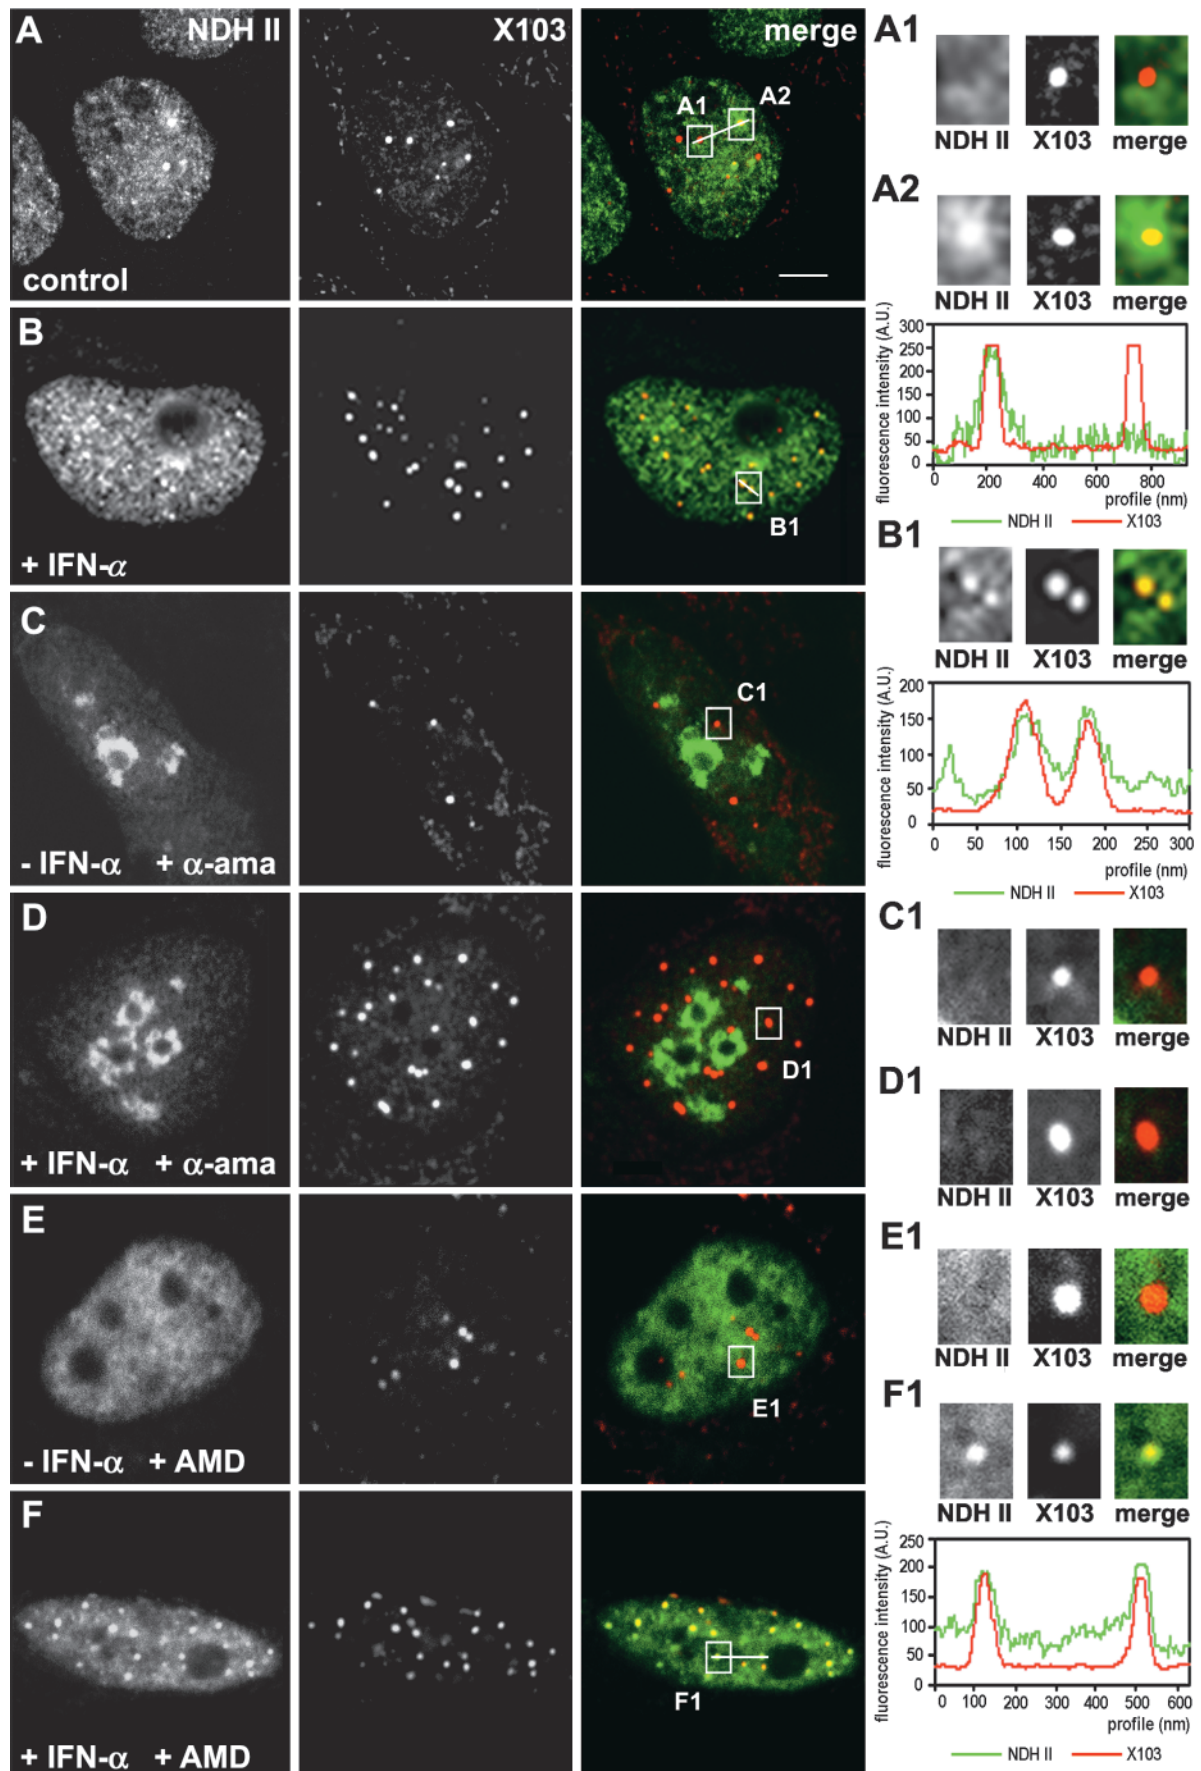 A NDH II X103 merge
A1 A2
control
B
B1
+ IFN-α
C
C1
- IFN-α + α-ama
D
D1
+ IFN-α + α-ama
E
E1
- IFN-α + AMD
F
F1
+ IFN-α + AMD
A1
NDH II X103 merge
A2
NDH II X103 merge
fluorescence intensity (A.U.)
300
250
200
150
100
50
0
0 200 400 600 800
profile (nm)
NDH II X103
B1
NDH II X103 merge
fluorescence intensity (A.U.)
200
150
100
50
0
0 50 100 150 200 250 300
profile (nm)
NDH II X103
C1
NDH II X103 merge
D1
NDH II X103 merge
E1
NDH II X103 merge
F1
NDH II X103 merge
fluorescence intensity (A.U.)
250
200
150
100
50
0
0 100 200 300 400 500 600
profile (nm)
NDH II X103